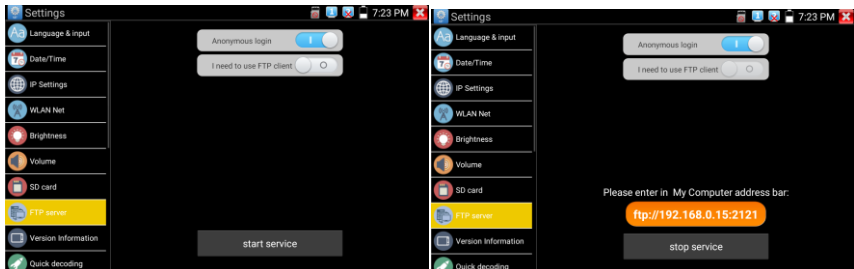 Settings
7:23 PM
Language & input
Anonymous login
Date/Time
I need to use FTP client
IP Settings
WLAN Net
Brightness
Volume
SD card
FTP server
Version Information
start service
Quick decoding
Settings
7:23 PM
Language & input
Anonymous login
Date/Time
I need to use FTP client
IP Settings
WLAN Net
Brightness
Volume
SD card
Please enter in My Computer address bar:
FTP server
ftp://192.168.0.15:2121
Version Information
stop service
Quick decoding